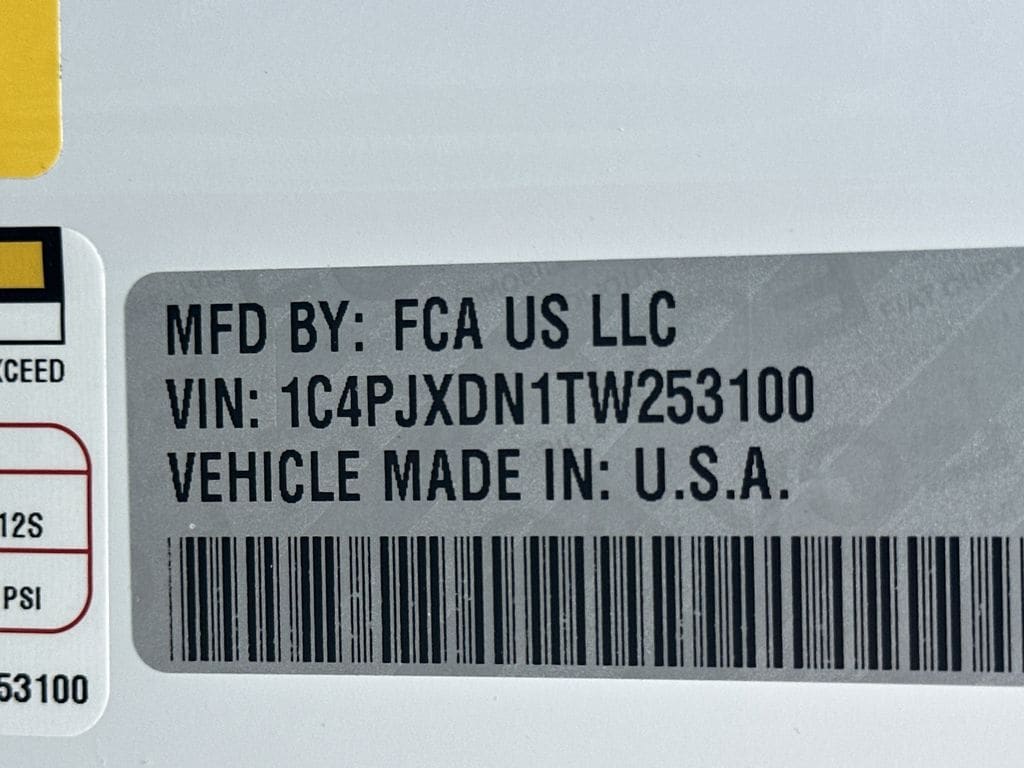 MFD BY: FCA US LLC
VIN: 1C4PJXDN1TW253100
VEHICLE MADE IN: U.S.A.
XCEED
12S
PSI
53100